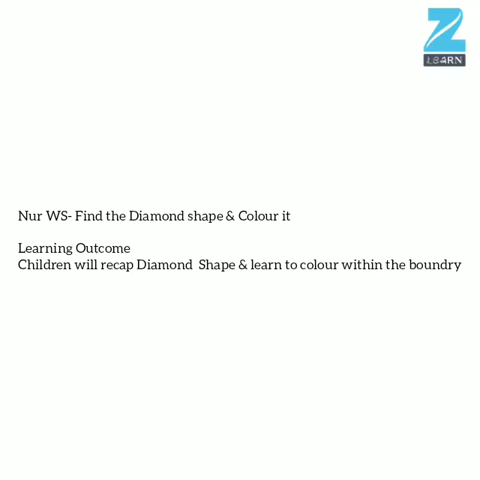 Z
LEARN
Nur WS- Find the Diamond shape & Colour it
Learning Outcome
Children will recap Diamond  Shape & learn to colour within the boundry